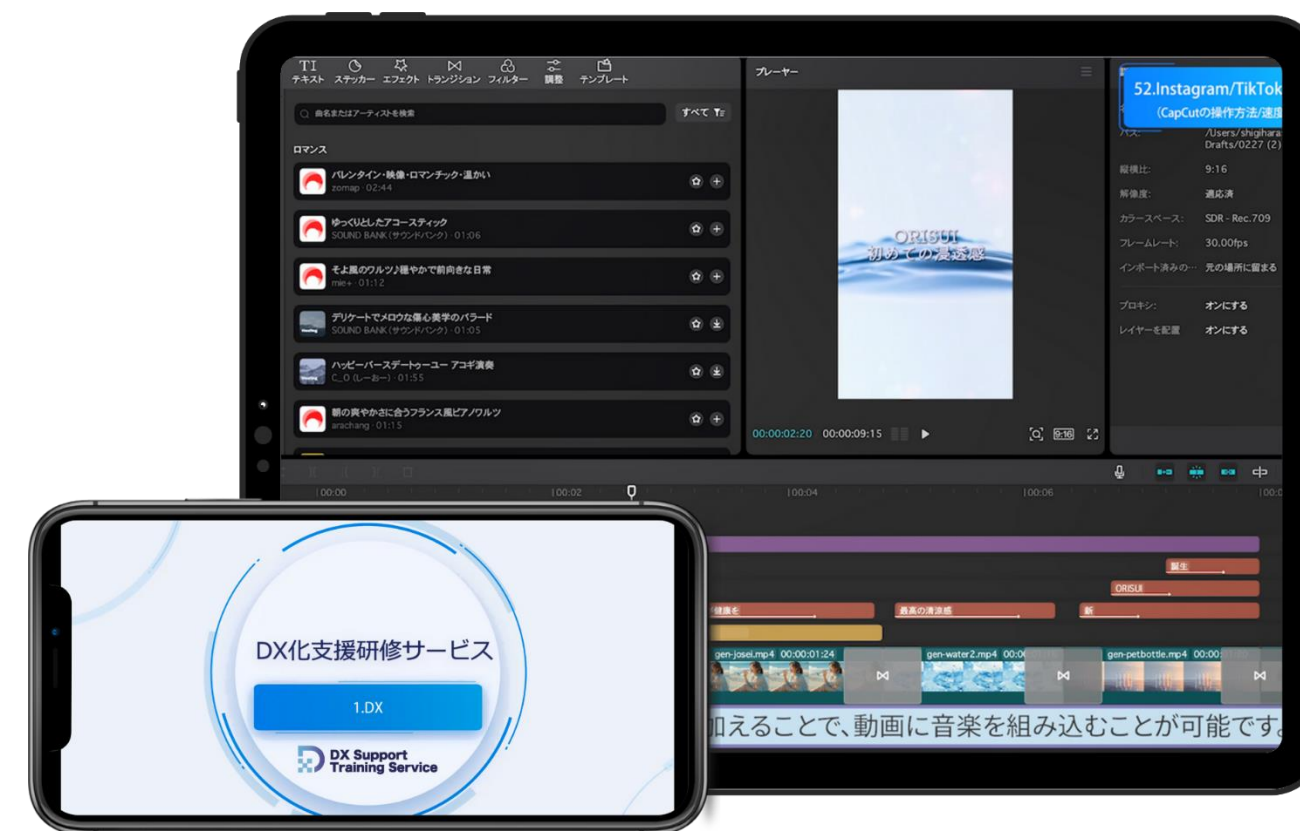 テキスト ステッカー エフェクト トランジション フィルター 調整 テンプレート
曲名またはアーティストを検索 すべて
ロマンス
バレンタイン・映像・ロマンチック・温かい
zomap · 02:44
ゆっくりとしたアコースティック
SOUND BANK (サウンドバンク) · 01:06
そよ風のワルツ♪穏やかで前向きな日常
mie+ · 01:12
デリケートでメロウな傷心美学のバラード
SOUND BANK (サウンドバンク) · 01:05
ハッピーバースデートゥーユー アコギ演奏
C_O (しーおー) · 01:55
朝の爽やかさに合うフランス風ピアノワルツ
arachang · 01:15
プレーヤー
ORISUI
初めての浸透感
00:00:02:20 00:00:09:15
9:16
52.Instagram/TikTok
(CapCutの操作方法/速度
パス: /Users/shigihara
Drafts/0227 (2)
縦横比: 9:16
解像度: 適応済
カラースペース: SDR - Rec.709
フレームレート: 30.00fps
インポート済みの… 元の場所に留まる
プロキシ: オンにする
レイヤーを配置 オンにする
00:00 00:02 00:04 00:06
誕生
ORISUI
健康を 最高の清涼感 新
gen-josei.mp4 00:00:01:24 gen-water2.mp4 gen-petbottle.mp4
加えることで、動画に音楽を組み込むことが可能です。
DX化支援研修サービス
1.DX
DX Support
Training Service